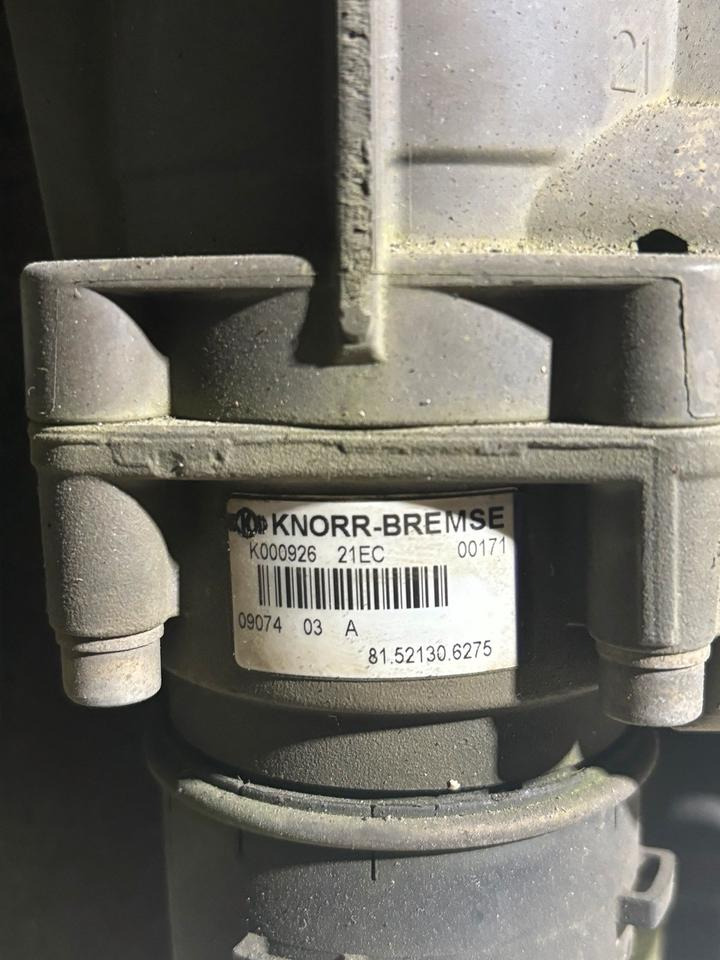 21
KNORR-BREMSE
K000926 21EC 00171
09074 03 A
81.52130.6275